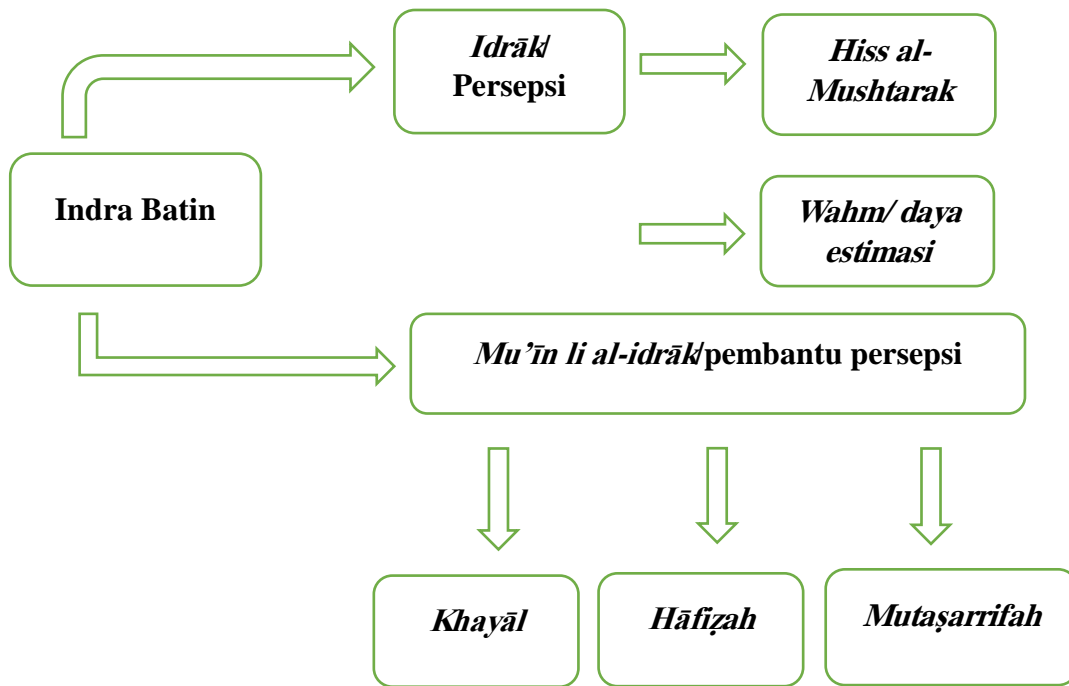 Idrāk/
Persepsi
Hiss al-
Mushtarak
Indra Batin
Wahm/ daya
estimasi
Mu’īn li al-idrāk/pembantu persepsi
Khayāl
Hāfiẓah
Mutaṣarrifah